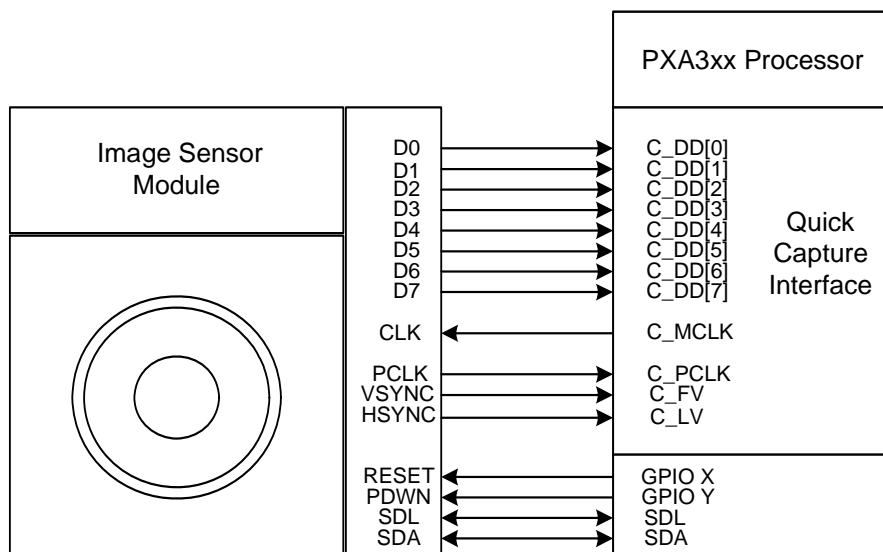 PXA3xx Processor
Image Sensor
Module
D0
D1
D2
D3
D4
D5
D6
D7
CLK
PCLK
VSYNC
HSYNC
RESET
PDWN
SDL
SDA
C_DD[0]
C_DD[1]
C_DD[2]
C_DD[3]
C_DD[4]
C_DD[5]
C_DD[6]
C_DD[7]
C_MCLK
C_PCLK
C_FV
C_LV
GPIO X
GPIO Y
SDL
SDA
Quick
Capture
Interface